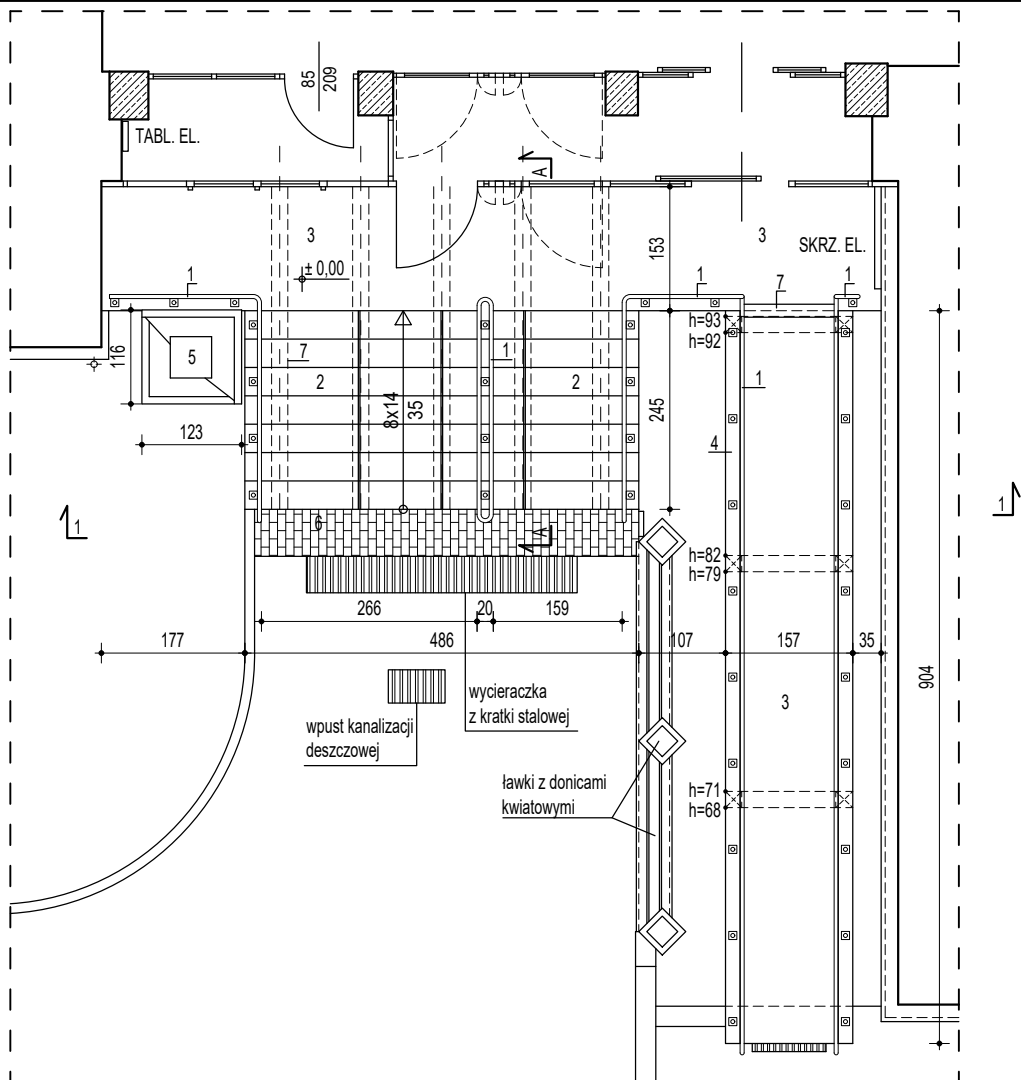 85
209
TABL. EL.
A
3
153
3
SKRZ. EL.
± 0,00
1
1
7
1
h=93
h=92
116
5
7
1
2
8x14
35
2
1
245
123
4
1
6
A
1
h=82
h=79
266
20
159
177
486
107
157
35
904
wycieraczka
z kratki stalowej
3
wpust kanalizacji
deszczowej
ławki z donicami
kwiatowymi
h=71
h=68